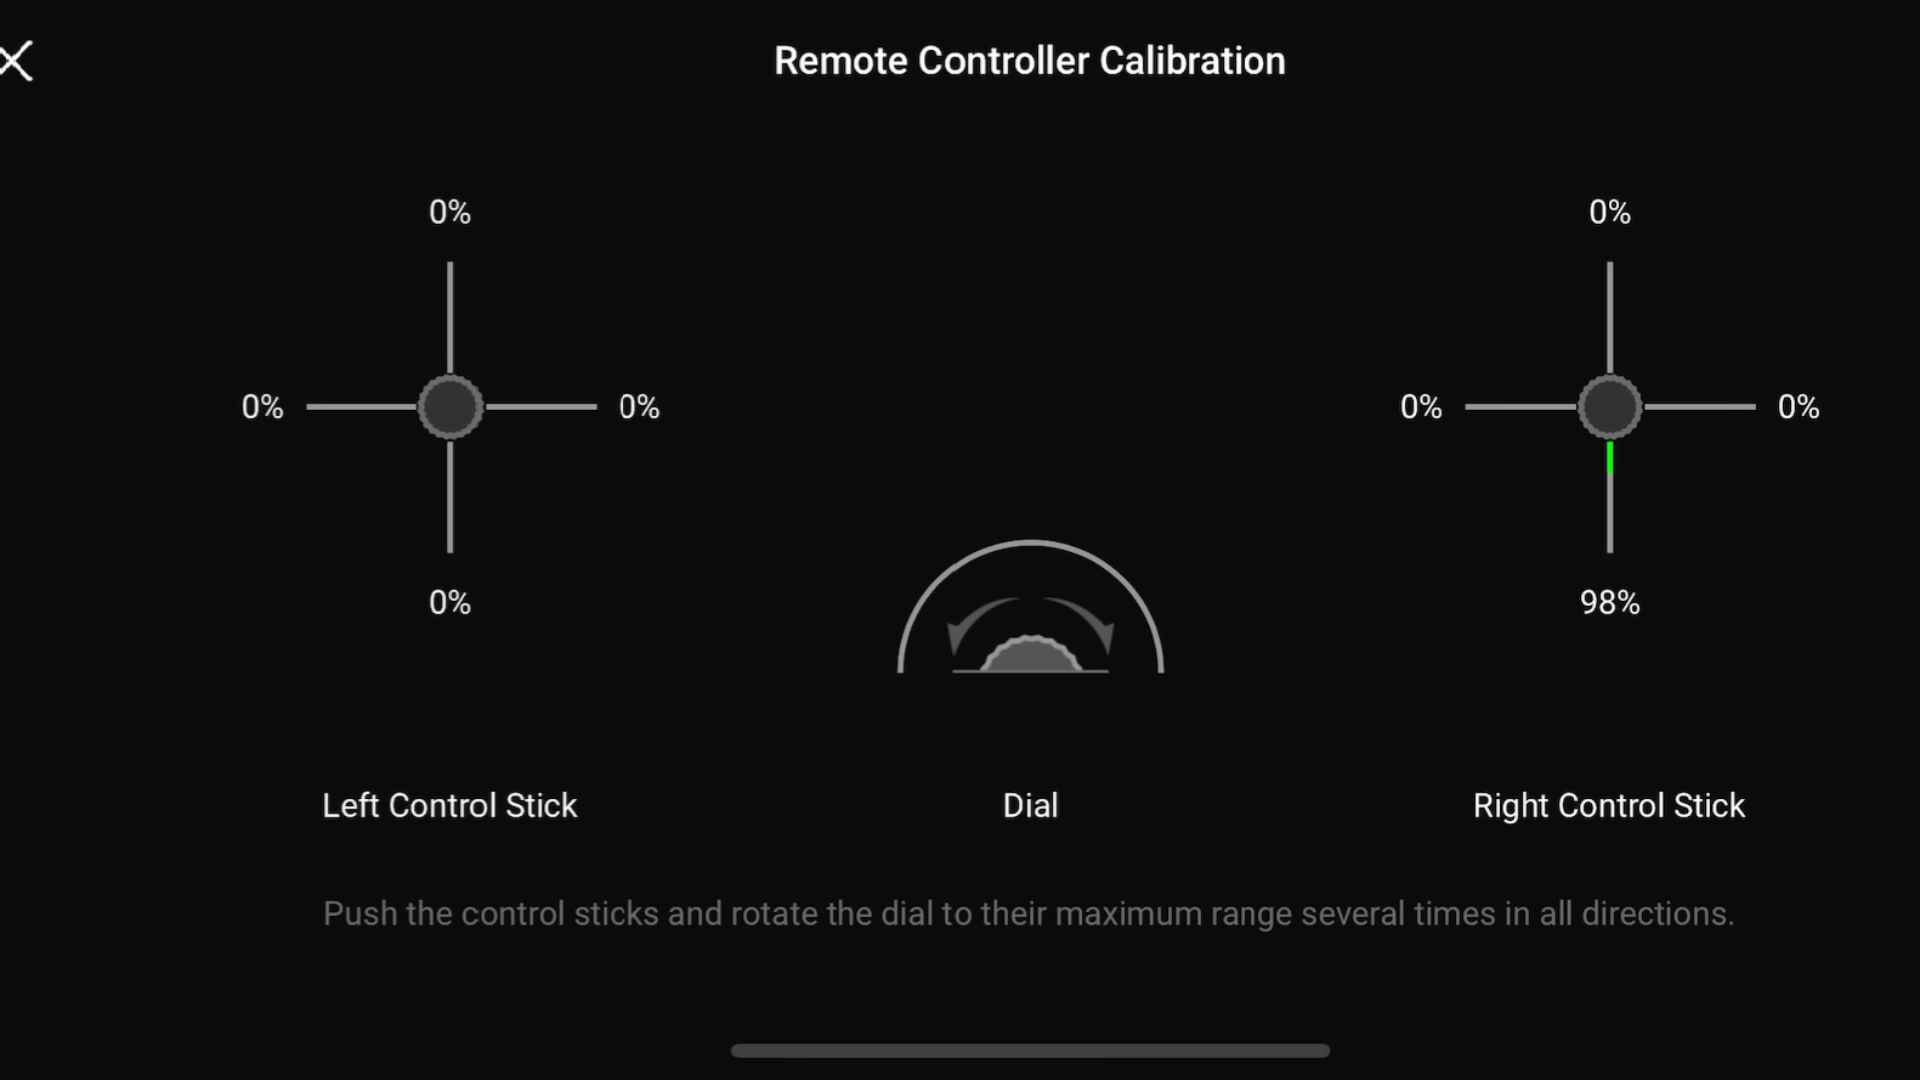 Remote Controller Calibration
0%
0%
0%
0%
0%
0%
0%
0%
98%
Left Control Stick
Dial
Right Control Stick
Push the control sticks and rotate the dial to their maximum range several times in all directions.